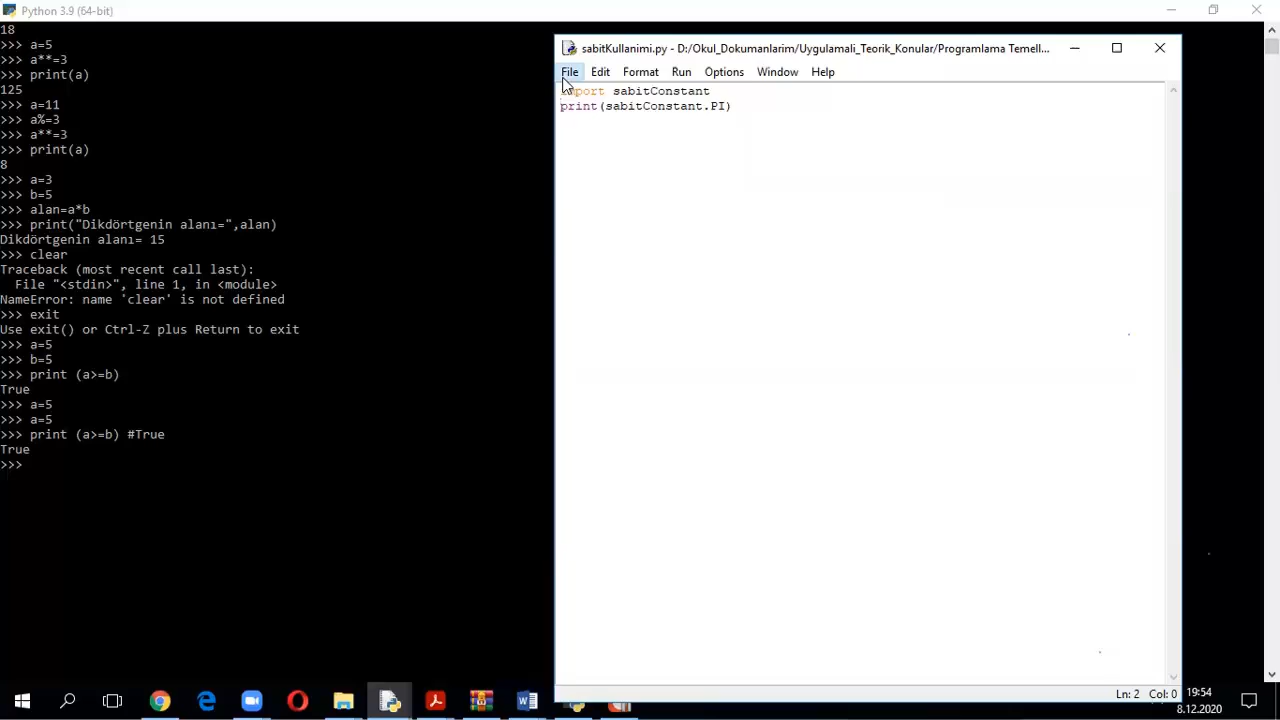 Python 3.9 (64-bit)
18
>>> a=5
>>> a**=3
>>> print(a)
125
>>> a=11
>>> a%=3
>>> a**=3
>>> print(a)
8
>>> a=3
>>> b=5
>>> alan=a*b
>>> print("Dikdörtgenin alanı=",alan)
Dikdörtgenin alanı= 15
>>> clear
Traceback (most recent call last):
  File "<stdin>", line 1, in <module>
NameError: name 'clear' is not defined
>>> exit
Use exit() or Ctrl-Z plus Return to exit
>>> a=5
>>> b=5
>>> print (a>=b)
True
>>> a=5
>>> a=5
>>> print (a>=b) #True
True
>>>
sabitKullanimi.py - D:/Okul_Dokumanlarim/Uygulamali_Teorik_Konular/Programlama Temell...
File Edit Format Run Options Window Help
import sabitConstant
print(sabitConstant.PI)
Ln: 2 Col: 0
19:54
8.12.2020